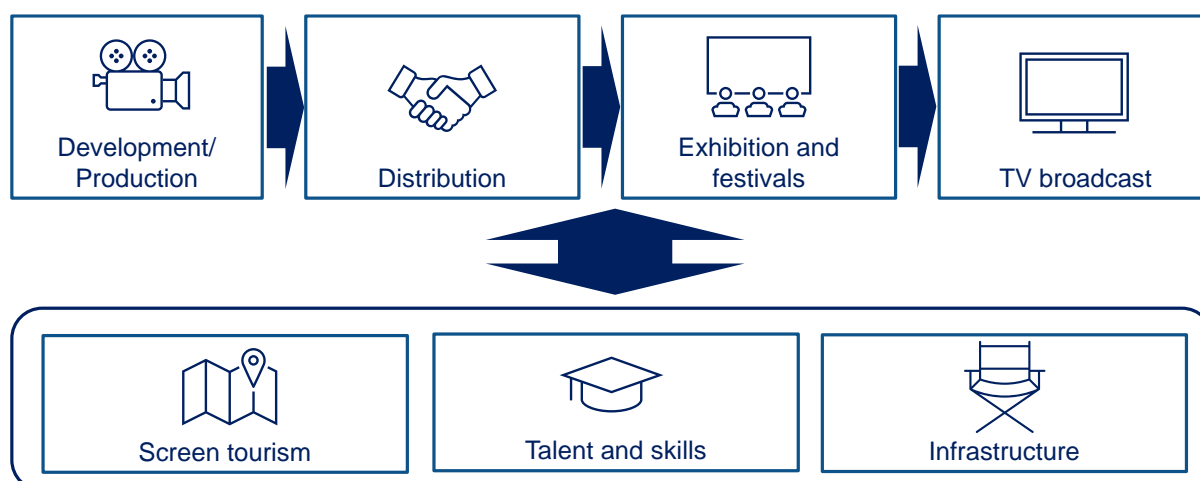 Development/
Production
Distribution
Exhibition and
festivals
TV broadcast
Screen tourism
Talent and skills
Infrastructure